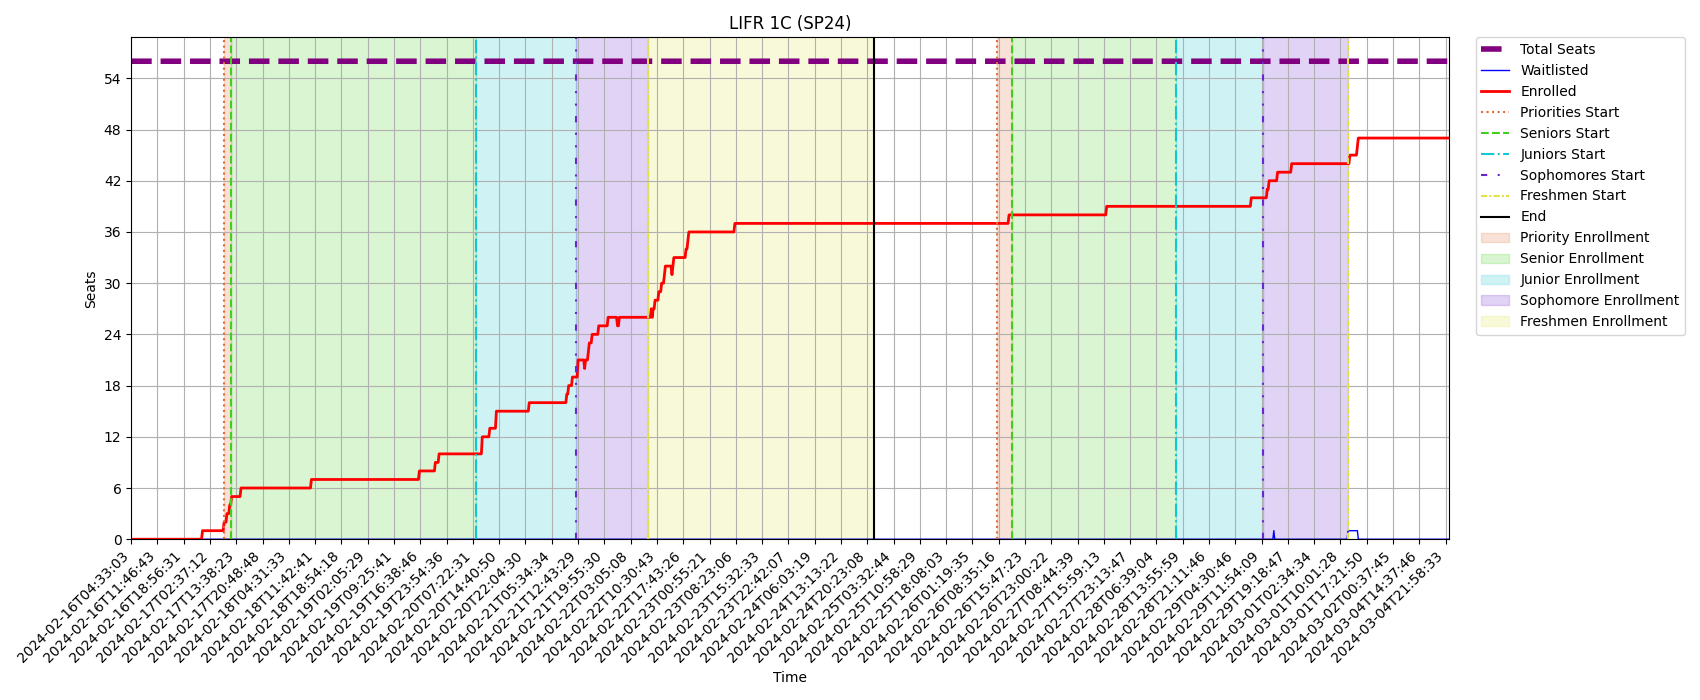 LIFR 1C (SP24)
Seats
54
48
42
36
30
24
18
12
6
0
2024-02-16T04:33:03
2024-02-16T11:46:43
2024-02-16T18:56:31
2024-02-17T02:37:12
2024-02-17T13:38:23
2024-02-17T20:48:48
2024-02-18T04:31:33
2024-02-18T11:42:41
2024-02-18T18:54:18
2024-02-19T02:05:29
2024-02-19T09:25:41
2024-02-19T16:38:46
2024-02-19T23:54:36
2024-02-20T07:22:31
2024-02-20T14:40:50
2024-02-20T22:04:30
2024-02-21T05:34:34
2024-02-21T12:43:29
2024-02-21T19:55:30
2024-02-22T03:05:08
2024-02-22T10:30:43
2024-02-22T17:43:26
2024-02-23T00:55:21
2024-02-23T08:23:06
2024-02-23T15:32:33
2024-02-23T22:42:07
2024-02-24T06:03:19
2024-02-24T13:13:22
2024-02-24T20:23:08
2024-02-25T03:32:44
2024-02-25T10:58:29
2024-02-25T18:08:03
2024-02-26T01:19:35
2024-02-26T08:35:16
2024-02-26T15:47:23
2024-02-26T23:00:22
2024-02-27T08:44:39
2024-02-27T15:59:13
2024-02-27T23:13:47
2024-02-28T06:39:04
2024-02-28T13:55:59
2024-02-28T21:11:46
2024-02-29T04:30:46
2024-02-29T11:54:09
2024-02-29T19:18:47
2024-03-01T02:34:34
2024-03-01T10:01:28
2024-03-01T17:21:50
2024-03-02T00:37:45
2024-03-04T14:37:46
2024-03-04T21:58:33
Time
Total Seats
Waitlisted
Enrolled
Priorities Start
Seniors Start
Juniors Start
Sophomores Start
Freshmen Start
End
Priority Enrollment
Senior Enrollment
Junior Enrollment
Sophomore Enrollment
Freshmen Enrollment